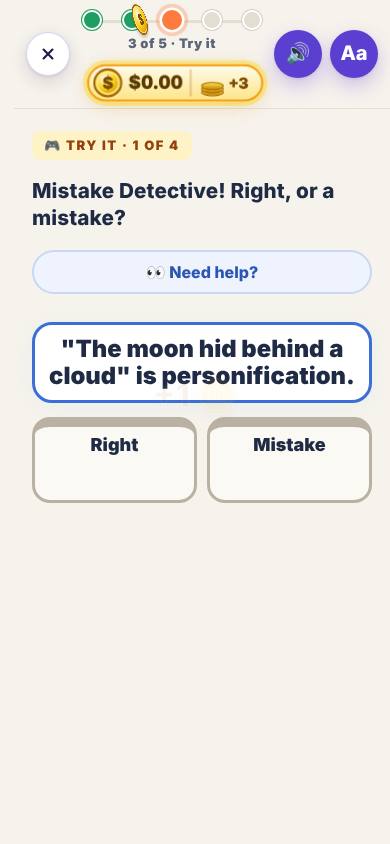 3 of 5 · Try it
$ $0.00 +3
Aa
🎮 TRY IT · 1 OF 4
Mistake Detective! Right, or a
mistake?
👀 Need help?
"The moon hid behind a
cloud" is personification.
Right
Mistake